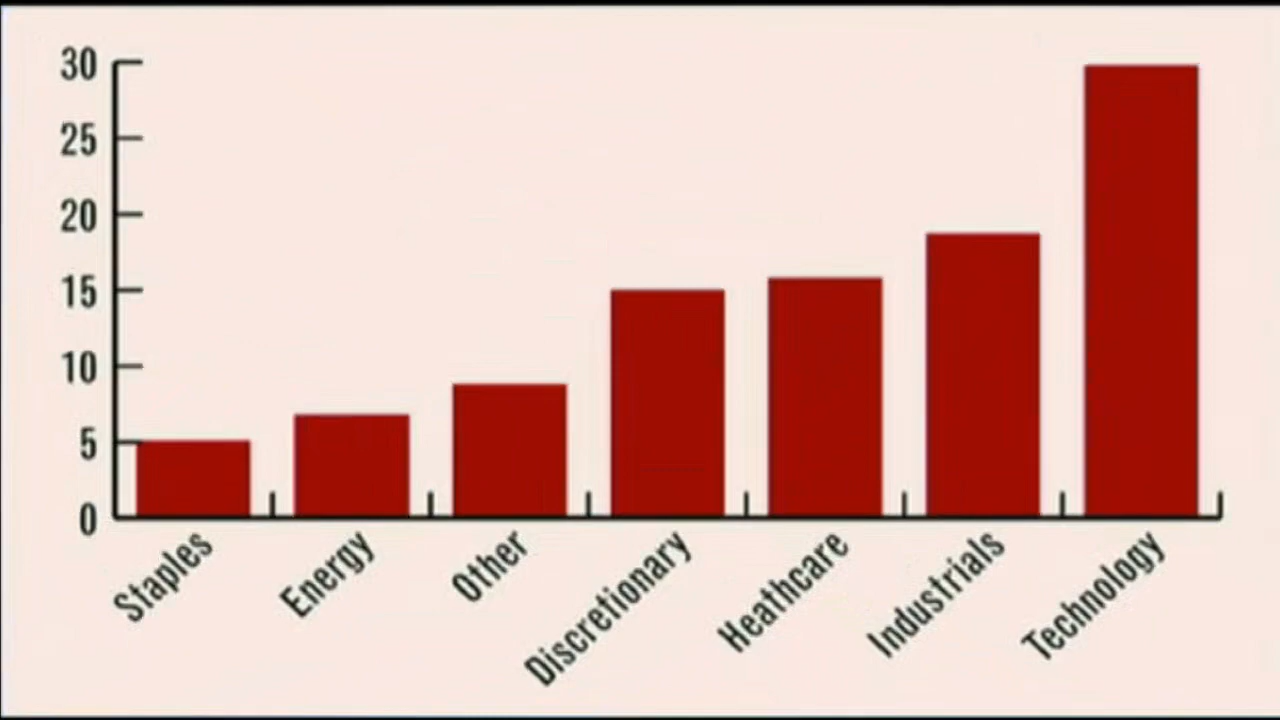 30
25
20
15
10
5
0
Staples
Energy
Other
Discretionary
Heathcare
Industrials
Technology